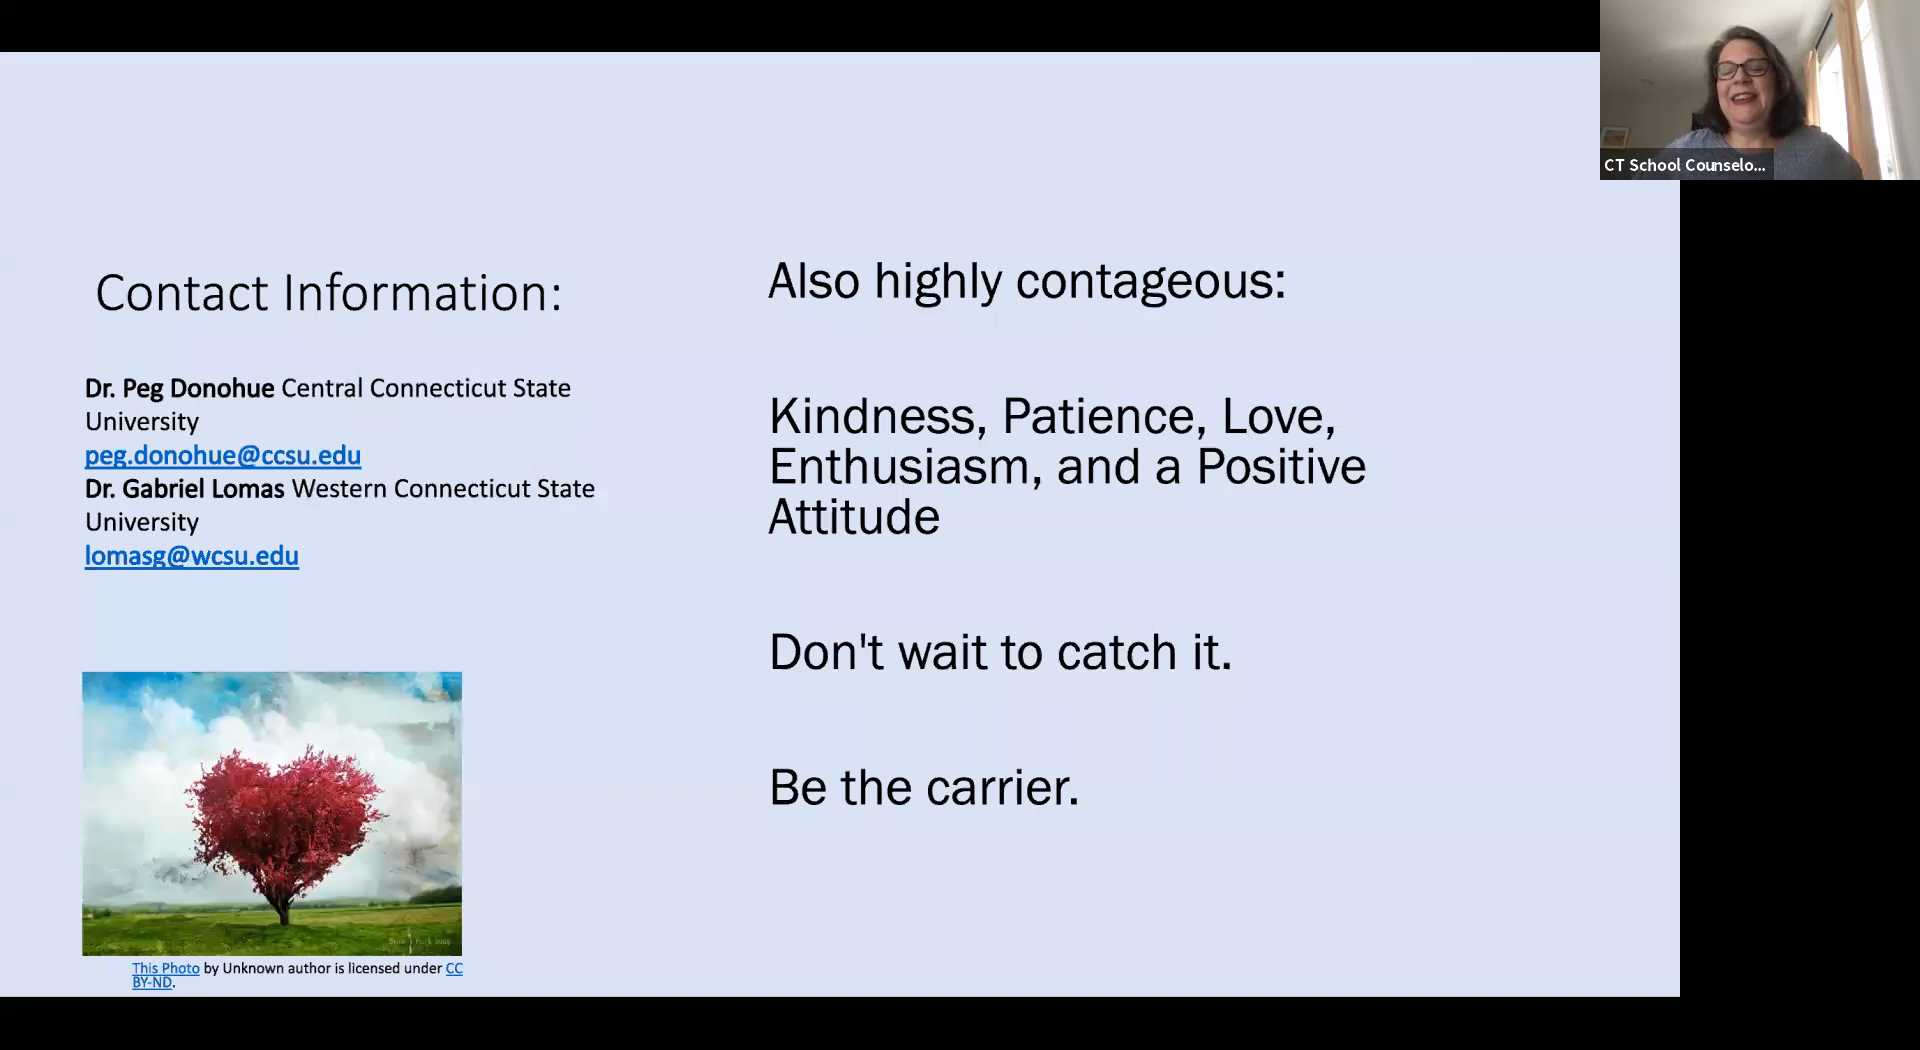 CT School Counselo...
Contact Information:
Dr. Peg Donohue Central Connecticut State
University
peg.donohue@ccsu.edu
Dr. Gabriel Lomas Western Connecticut State
University
lomasg@wcsu.edu
This Photo by Unknown author is licensed under CC
BY-ND.
Also highly contageous:
Kindness, Patience, Love,
Enthusiasm, and a Positive
Attitude
Don't wait to catch it.
Be the carrier.